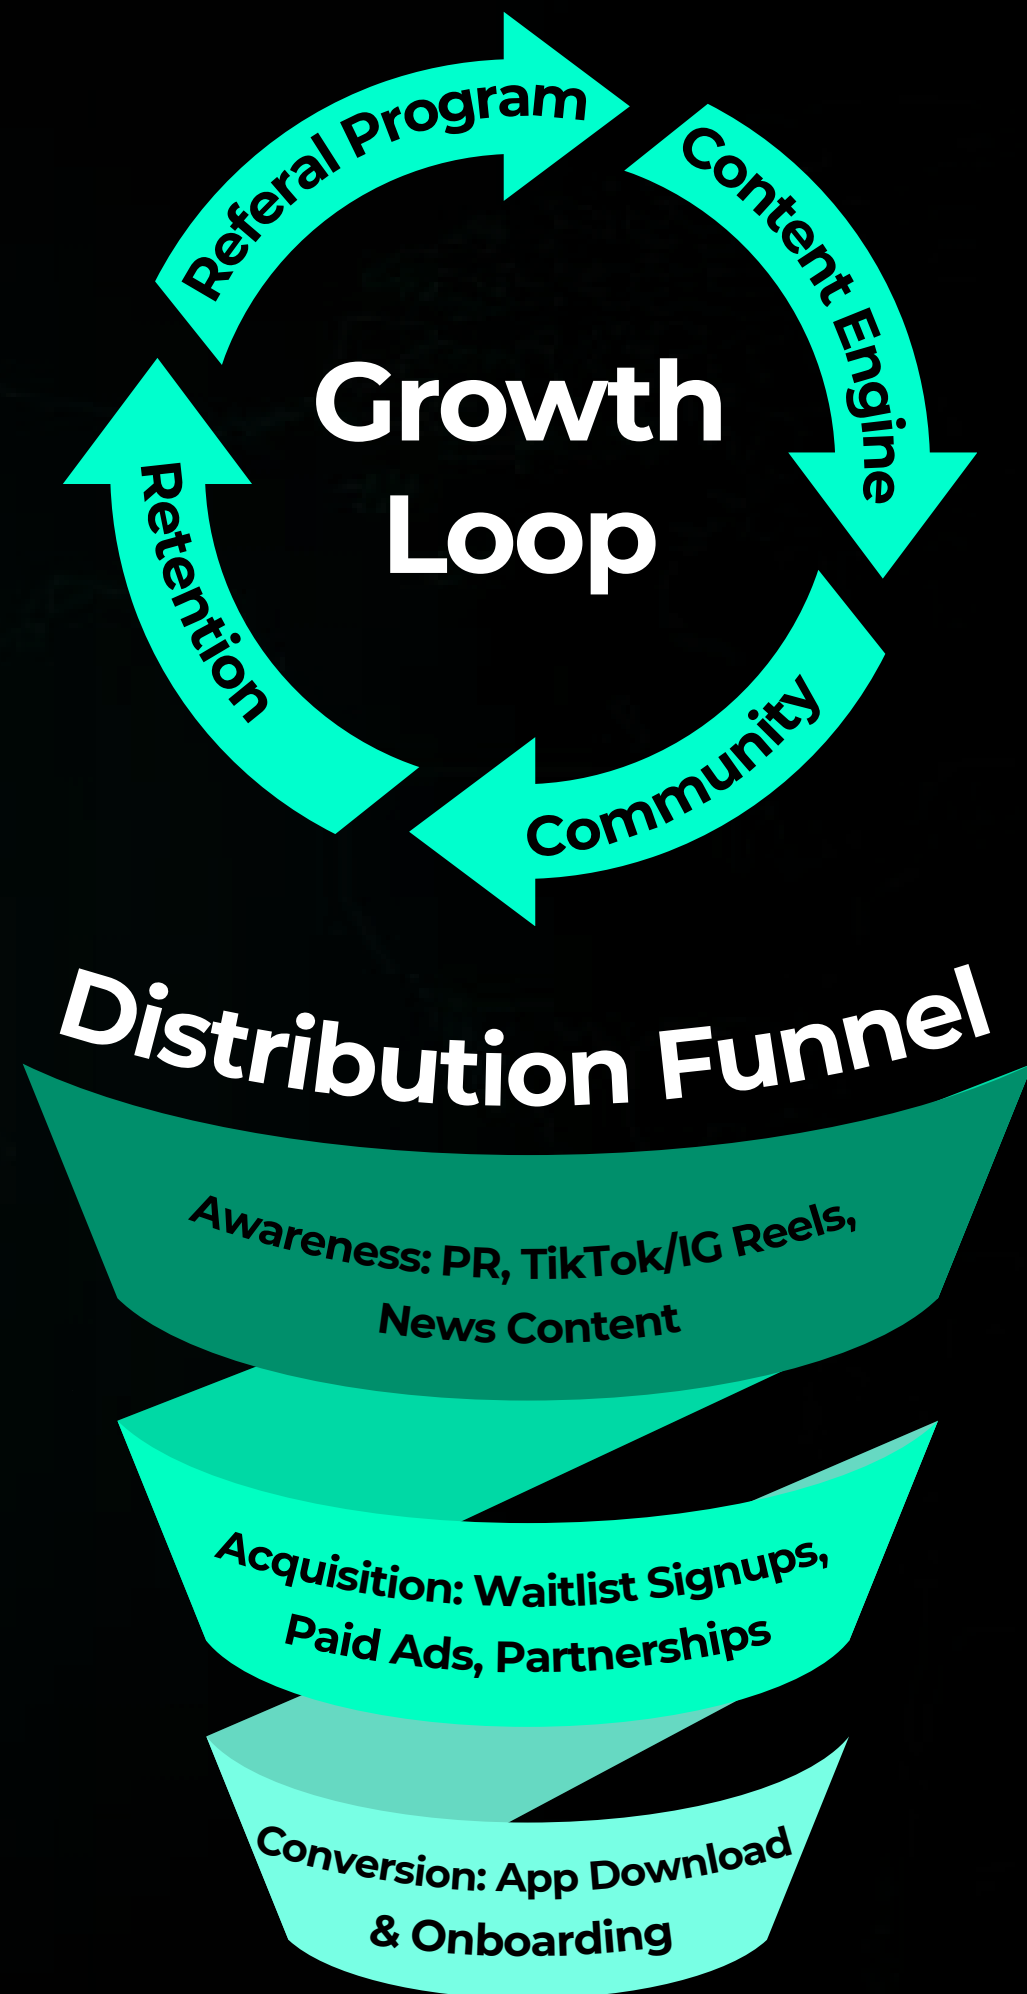 Referal Program
Content Engine
Growth
Loop
Retention
Community
Distribution Funnel
Awareness: PR, TikTok/IG Reels,
News Content
Acquisition: Waitlist Signups,
Paid Ads, Partnerships
Conversion: App Download
& Onboarding